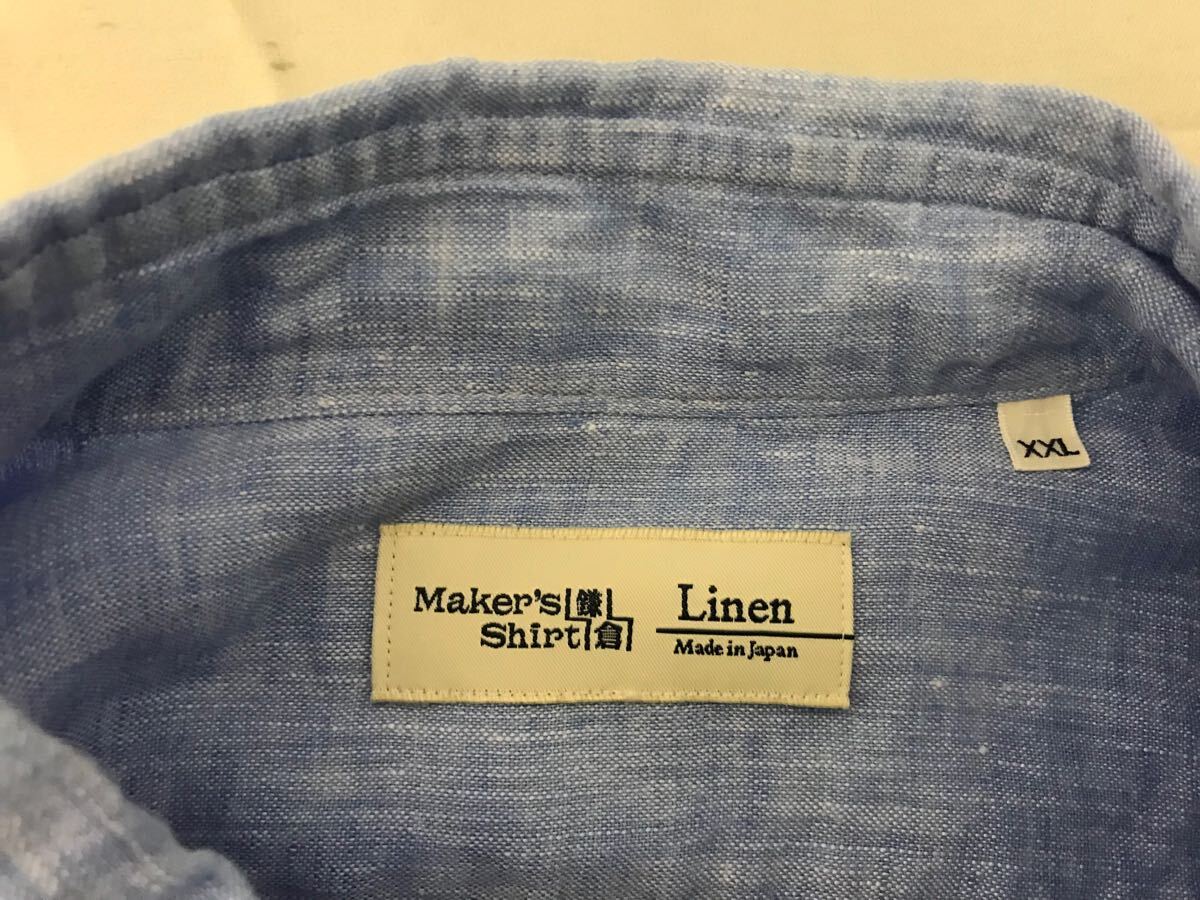 XXL
Maker's 鎌
Shirt 倉
Linen
Made in Japan